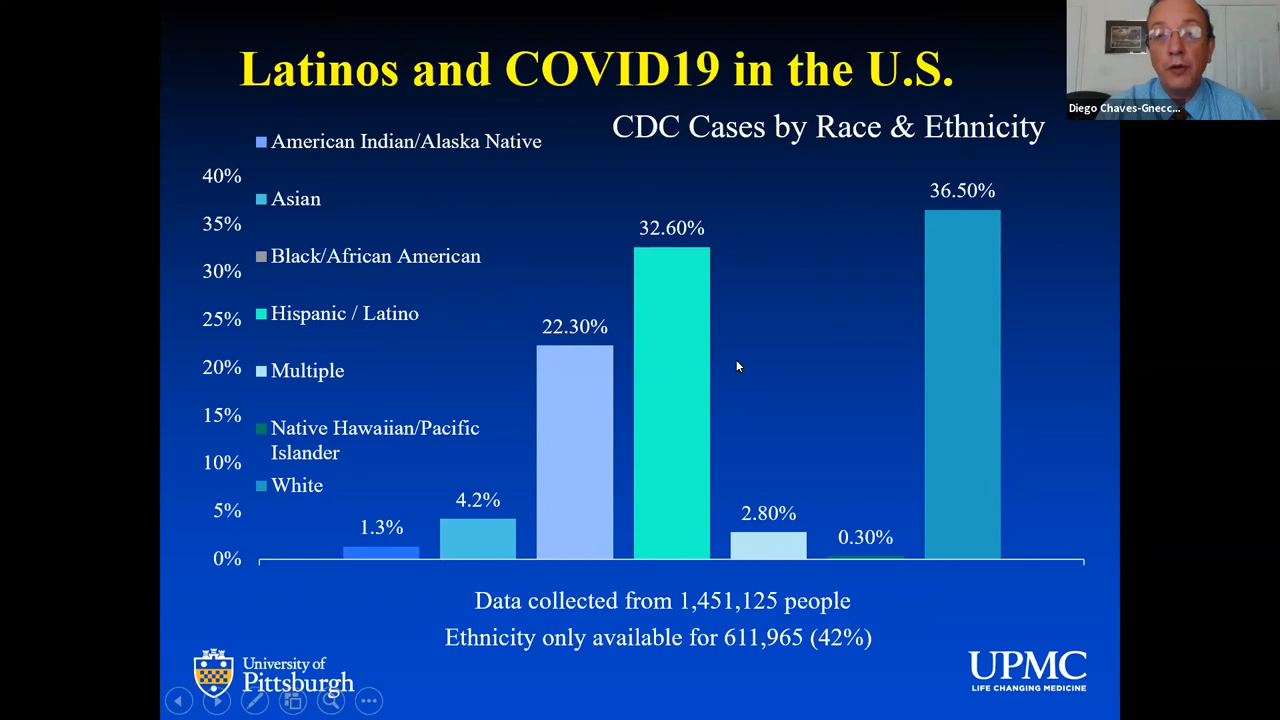 Latinos and COVID19 in the U.S.
Diego Chaves-Gnecc...
CDC Cases by Race & Ethnicity
American Indian/Alaska Native
Asian
Black/African American
Hispanic / Latino
Multiple
Native Hawaiian/Pacific
Islander
White
40%
35%
30%
25%
20%
15%
10%
5%
0%
1.3%
4.2%
22.30%
32.60%
2.80%
0.30%
36.50%
Data collected from 1,451,125 people
Ethnicity only available for 611,965 (42%)
University of
Pittsburgh
UPMC
LIFE CHANGING MEDICINE